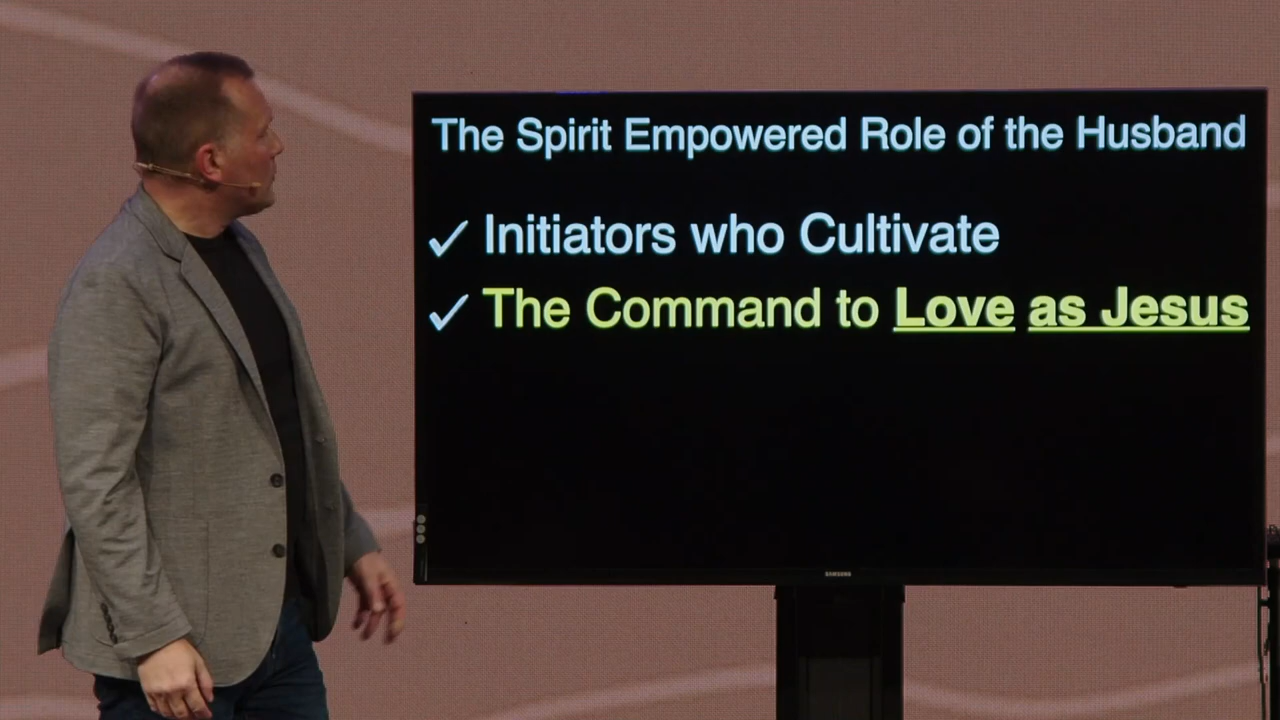 The Spirit Empowered Role of the Husband
✓ Initiators who Cultivate
✓ The Command to Love as Jesus
SAMSUNG